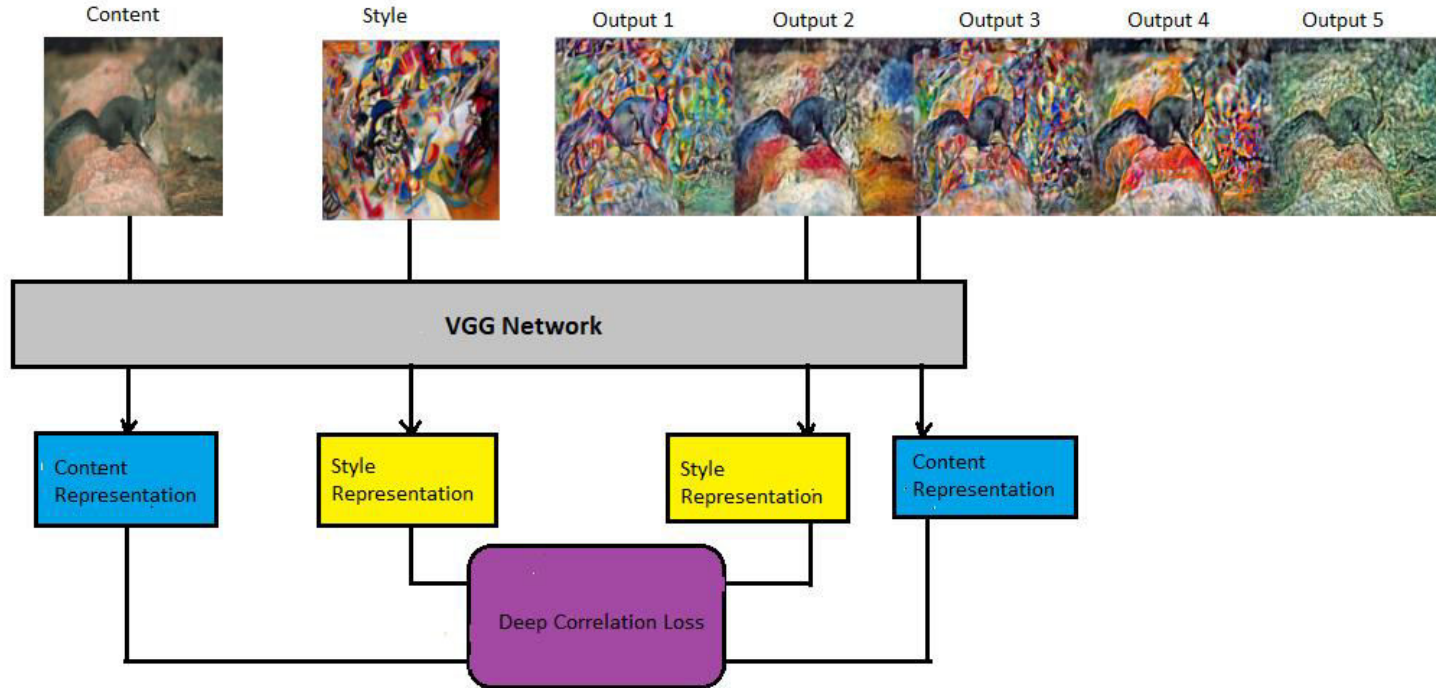 Content
Style
Output 1
Output 2
Output 3
Output 4
Output 5
VGG Network
Content
Representation
Style
Representation
Style
Representation
Content
Representation
Deep Correlation Loss